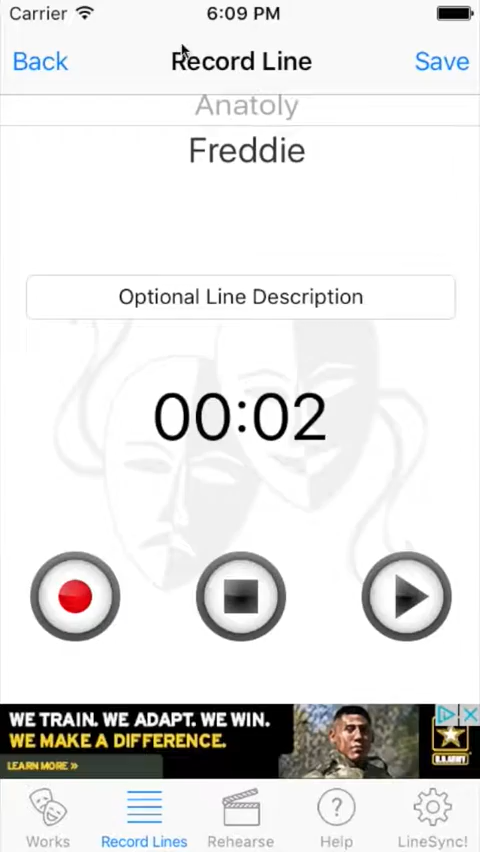 Carrier 6:09 PM
Back Record Line Save
Anatoly
Freddie
Optional Line Description
00:02
WE TRAIN. WE ADAPT. WE WIN.
WE MAKE A DIFFERENCE.
LEARN MORE »
U.S.ARMY
Works Record Lines Rehearse Help LineSync!